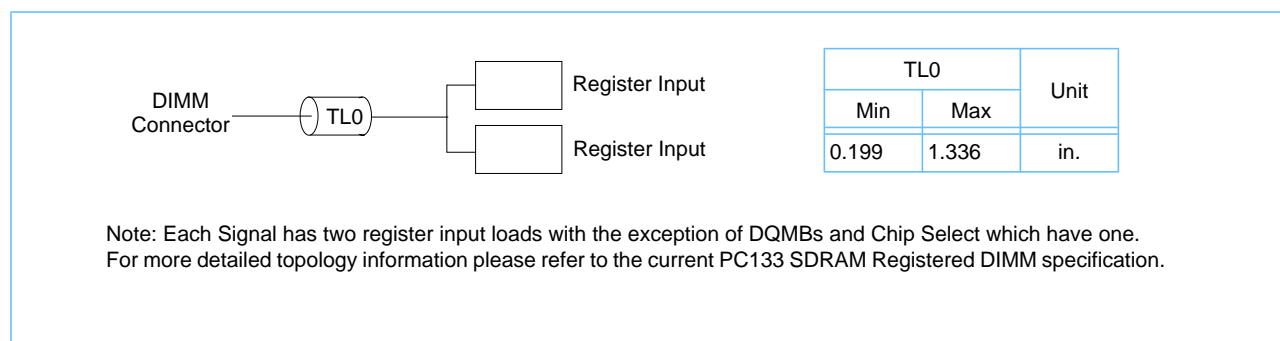 DIMM
Connector
TL0
Register Input
Register Input
TL0
Unit
Min
Max
0.199
1.336
in.
Note: Each Signal has two register input loads with the exception of DQMBs and Chip Select which have one.
For more detailed topology information please refer to the current PC133 SDRAM Registered DIMM specification.